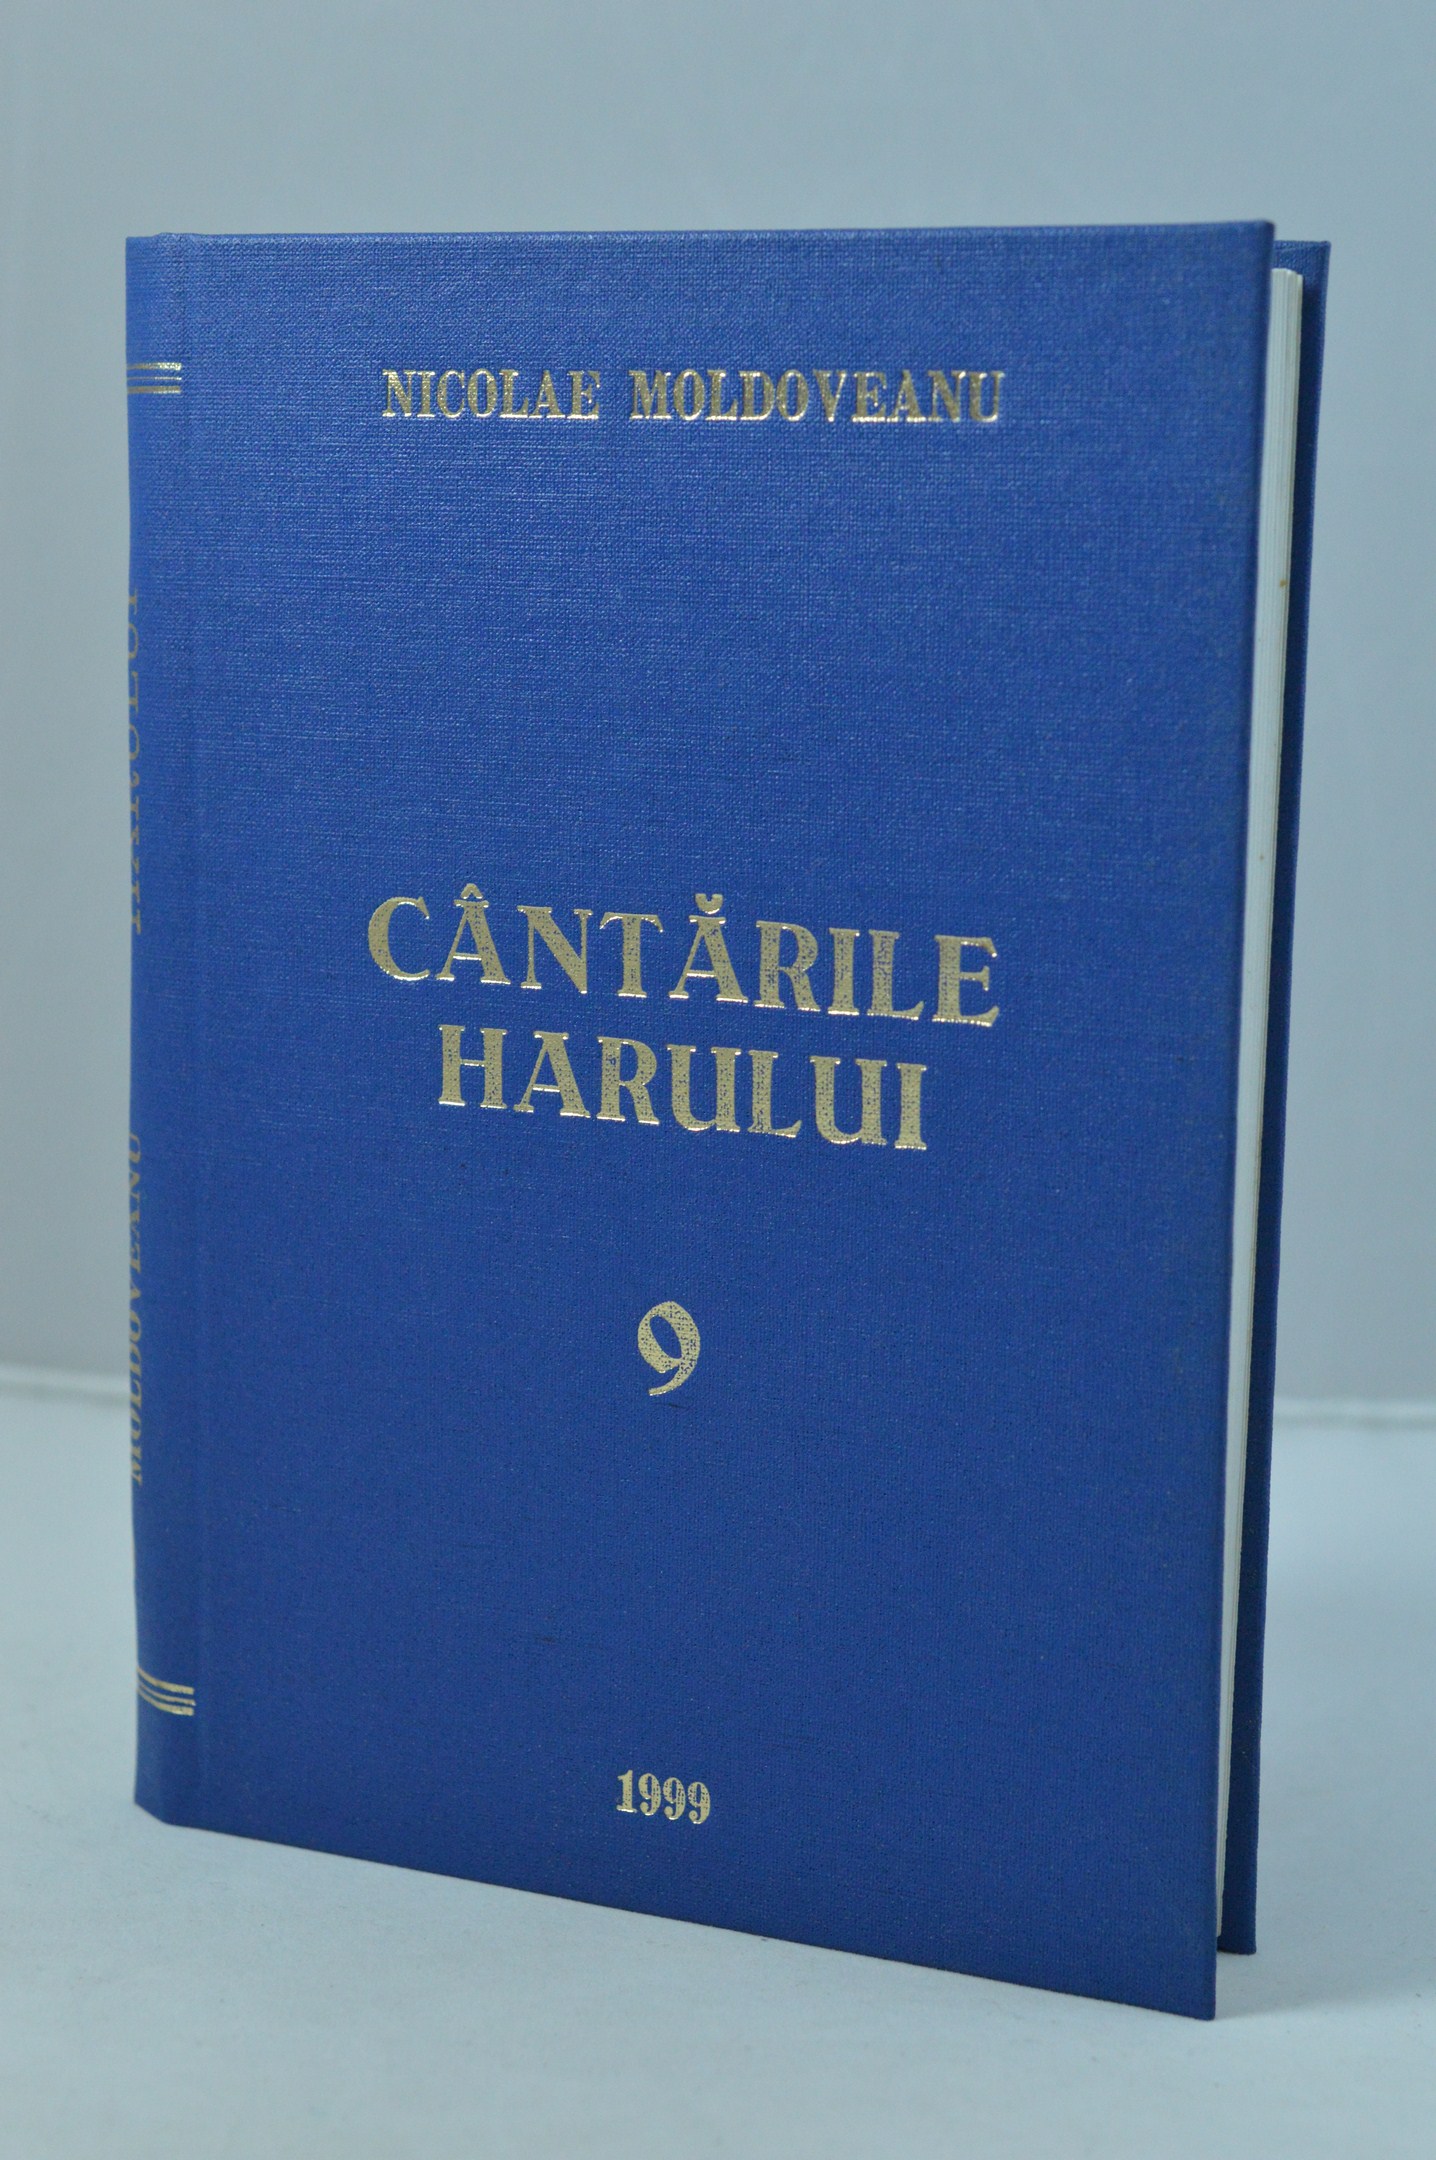 NICOLAE MOLDOVEANU
CÂNTĂRILE
HARULUI
9
1999
MOLDOVEANU